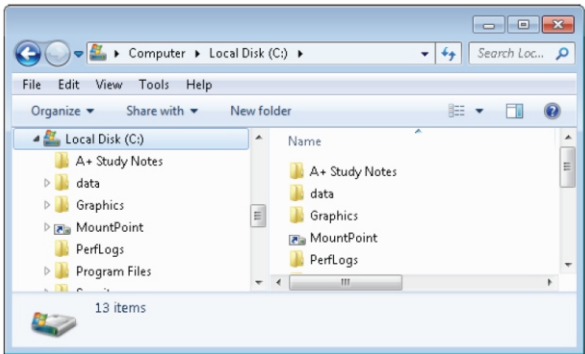 Computer ▸ Local Disk (C:) ▸
Search Loc...
File Edit View Tools Help
Organize Share with New folder
Local Disk (C:)
A+ Study Notes
data
Graphics
MountPoint
PerfLogs
Program Files
Name
A+ Study Notes
data
Graphics
MountPoint
PerfLogs
13 items